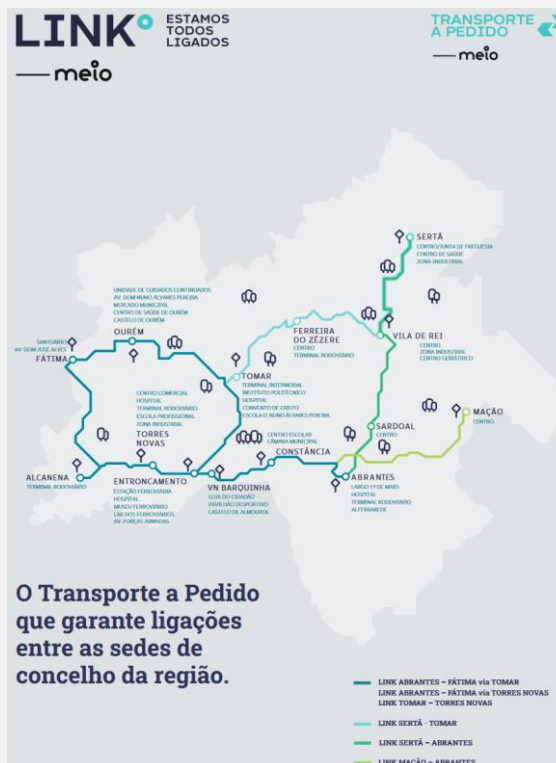 LINK
ESTAMOS
TODOS
LIGADOS
meio
TRANSPORTE
A PEDIDO
meio
SERTÃ
CENTRO/JUNTA DE FREGUESIA
CENTRO DE SAÚDE
ZONA INDUSTRIAL
UNIDADE DE CUIDADOS CONTINUADOS
AV. DOM NUNO ÁLVARES PEREIRA
MERCADO MUNICIPAL
CENTRO DE SAÚDE DE OURÉM
CASTELO DE OURÉM
OURÉM
SANTUÁRIO
AV. DOM JOSÉ ALVES
FÁTIMA
FERREIRA
DO ZÊZERE
CENTRO
TERMINAL RODOVIÁRIO
VILA DE REI
CENTRO
ZONA INDUSTRIAL
CENTRO GERIÁTRICO
TOMAR
TERMINAL INTERMODAL
INSTITUTO POLITÉCNICO
HOSPITAL
CONVENTO DE CRISTO
ESCOLA D. NUNO ÁLVARES PEREIRA
CENTRO COMERCIAL
HOSPITAL
TERMINAL RODOVIÁRIO
ESCOLA PROFISSIONAL
ZONA INDUSTRIAL
TORRES
NOVAS
MAÇÃO
CENTRO
SARDOAL
CENTRO
CENTRO ESCOLAR
CÂMARA MUNICIPAL
CONSTÂNCIA
ALCANENA
TERMINAL RODOVIÁRIO
ENTRONCAMENTO
ESTAÇÃO FERROVIÁRIA
HOSPITAL
MUSEU FERROVIÁRIO
LAR DOS FERROVIÁRIOS
AV. FORÇAS ARMADAS
VN BARQUINHA
LOJA DO CIDADÃO
PAVILHÃO DESPORTIVO
CASTELO DE ALMOUROL
ABRANTES
LARGO 1º DE MAIO
HOSPITAL
TERMINAL RODOVIÁRIO
ALFERRAREDE
O Transporte a Pedido
que garante ligações
entre as sedes de
concelho da região.
LINK ABRANTES – FÁTIMA via TOMAR
LINK ABRANTES – FÁTIMA via TORRES NOVAS
LINK TOMAR – TORRES NOVAS
LINK SERTÃ - TOMAR
LINK SERTÃ – ABRANTES
LINK MAÇÃO – ABRANTES